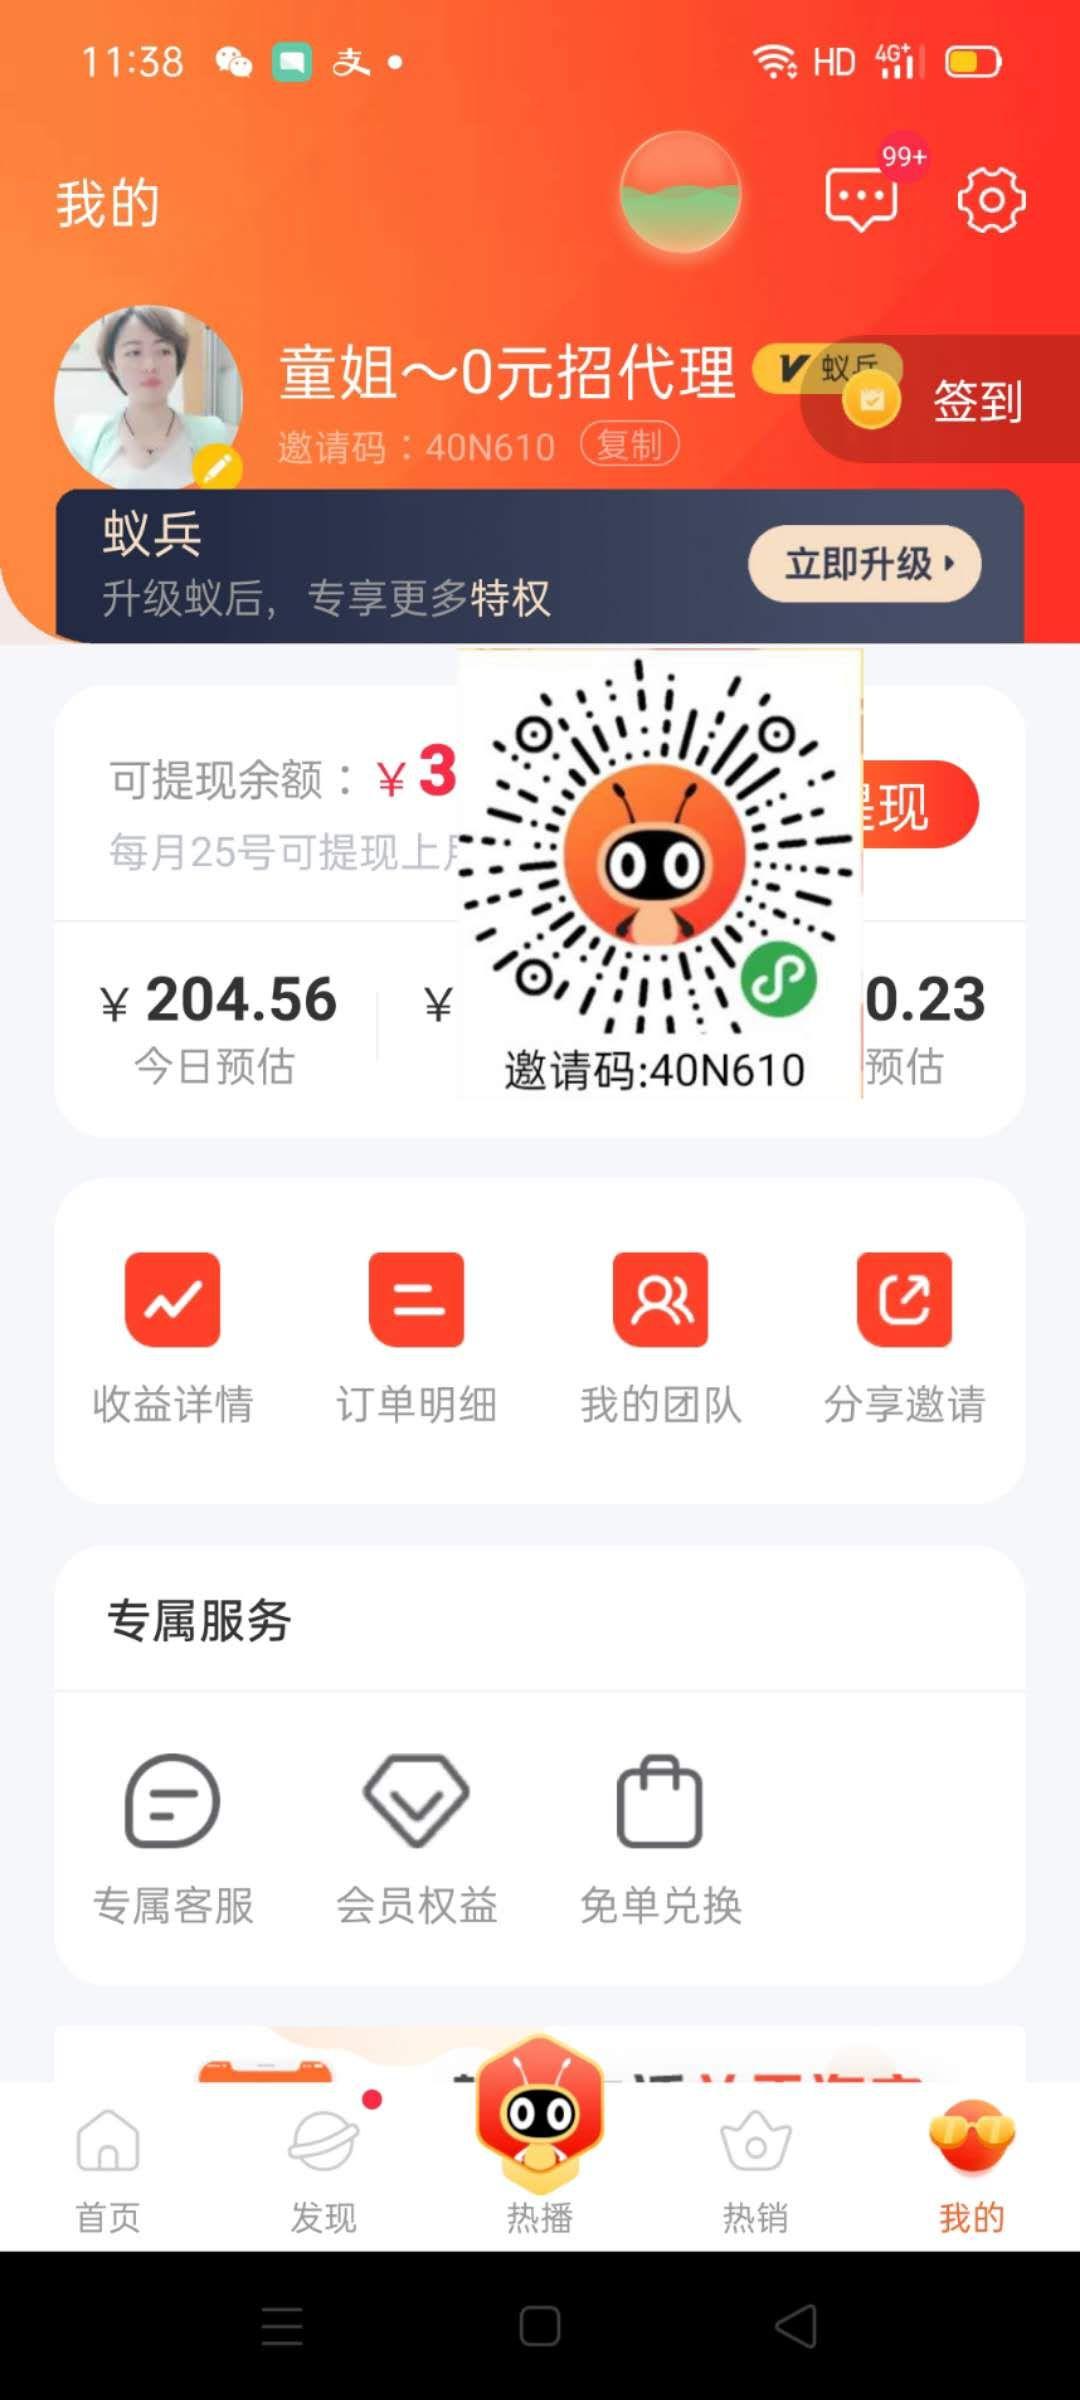 11:38
支
HD 4G+
我的
99+
童姐～0元招代理
V 蚁兵
签到
邀请码：40N610 复制
蚁兵
升级蚁后，专享更多特权
立即升级
可提现余额：￥3
提现
每月25号可提现上月
￥204.56
￥
0.23
今日预估
预估
邀请码:40N610
收益详情 订单明细 我的团队 分享邀请
专属服务
专属客服 会员权益 免单兑换
首页 发现 热播 热销 我的